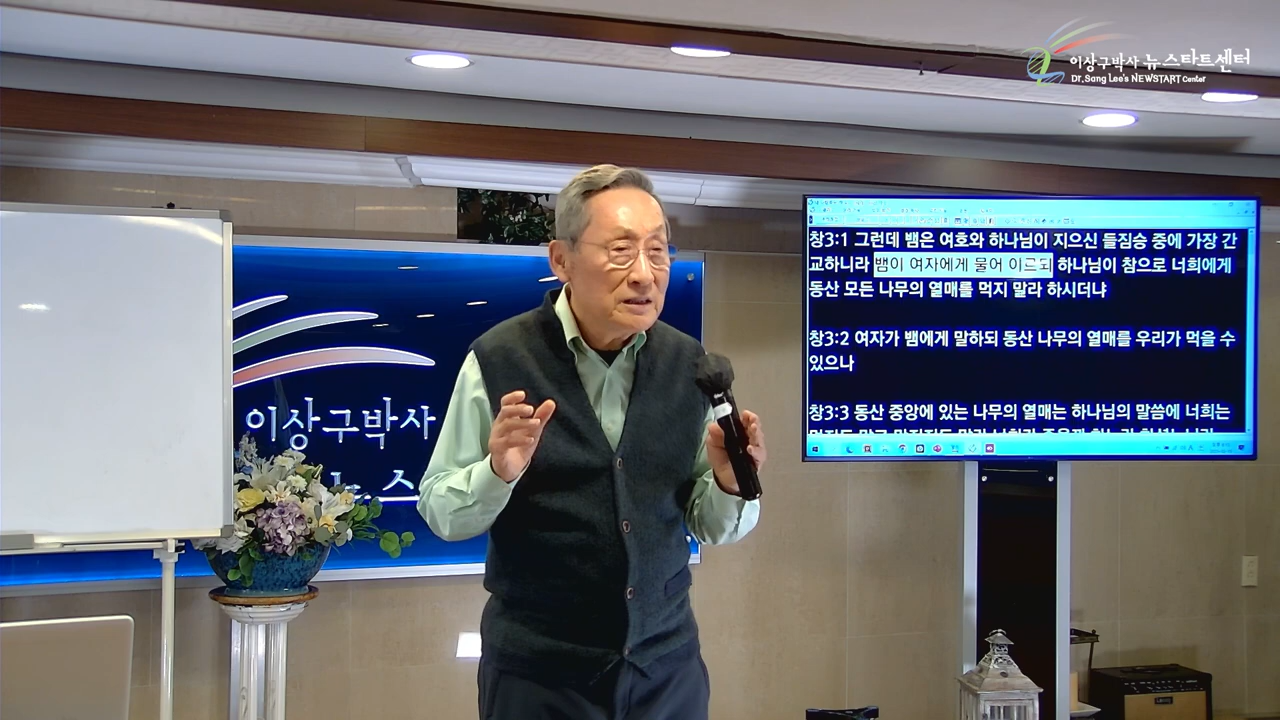 이상구박사 뉴스타트센터
Dr. Sang Lee's NEWSTART Center
창3:1 그런데 뱀은 여호와 하나님이 지으신 들짐승 중에 가장 간
교하니라 뱀이 여자에게 물어 이르되 하나님이 참으로 너희에게
동산 모든 나무의 열매를 먹지 말라 하시더냐
창3:2 여자가 뱀에게 말하되 동산 나무의 열매를 우리가 먹을 수
있으나
창3:3 동산 중앙에 있는 나무의 열매는 하나님의 말씀에 너희는
이상구박사
뉴스